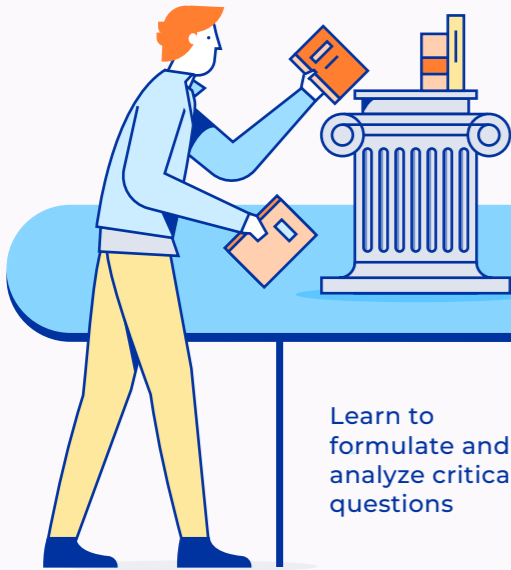 Learn to
formulate and
analyze critica
questions